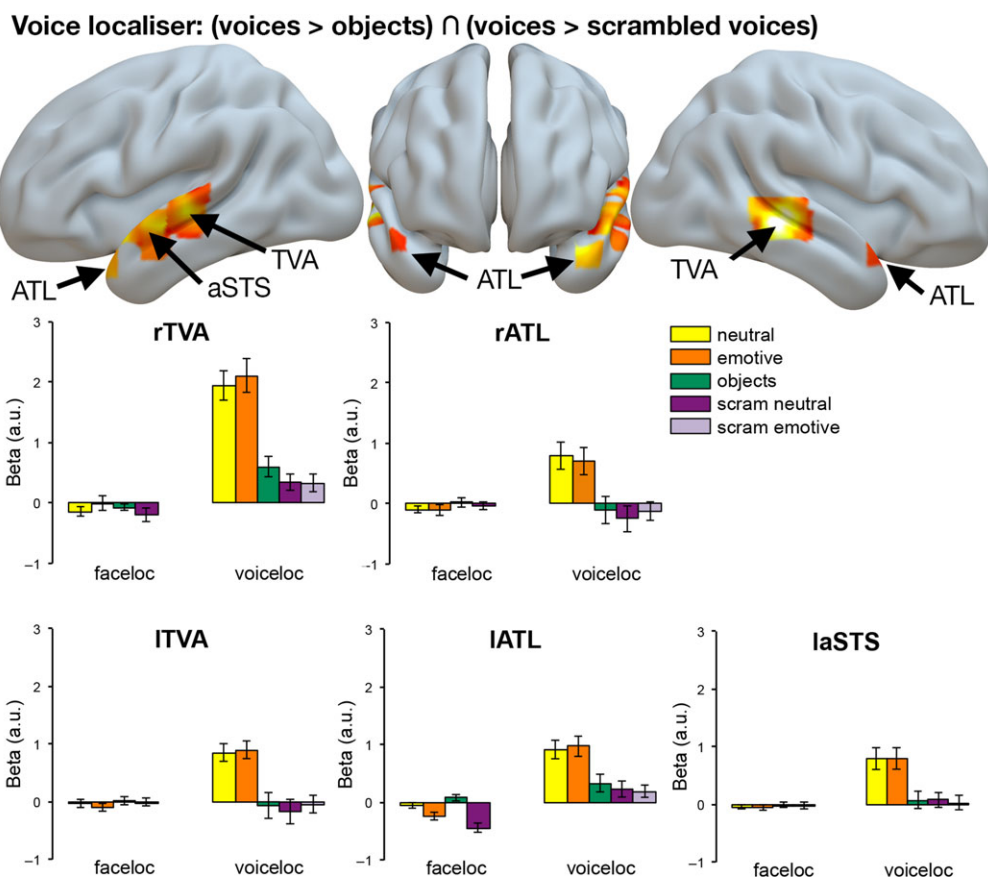 Voice localiser: (voices > objects) ∩ (voices > scrambled voices)
ATL
aSTS
TVA
ATL
TVA
ATL
rTVA
3
2
1
0
–1
Beta (a.u.)
faceloc
voiceloc
rATL
3
2
1
0
–1
Beta (a.u.)
faceloc
voiceloc
neutral
emotive
objects
scram neutral
scram emotive
lTVA
3
2
1
0
–1
Beta (a.u.)
faceloc
voiceloc
lATL
3
2
1
0
–1
Beta (a.u.)
faceloc
voiceloc
laSTS
3
2
1
0
–1
Beta (a.u.)
faceloc
voiceloc